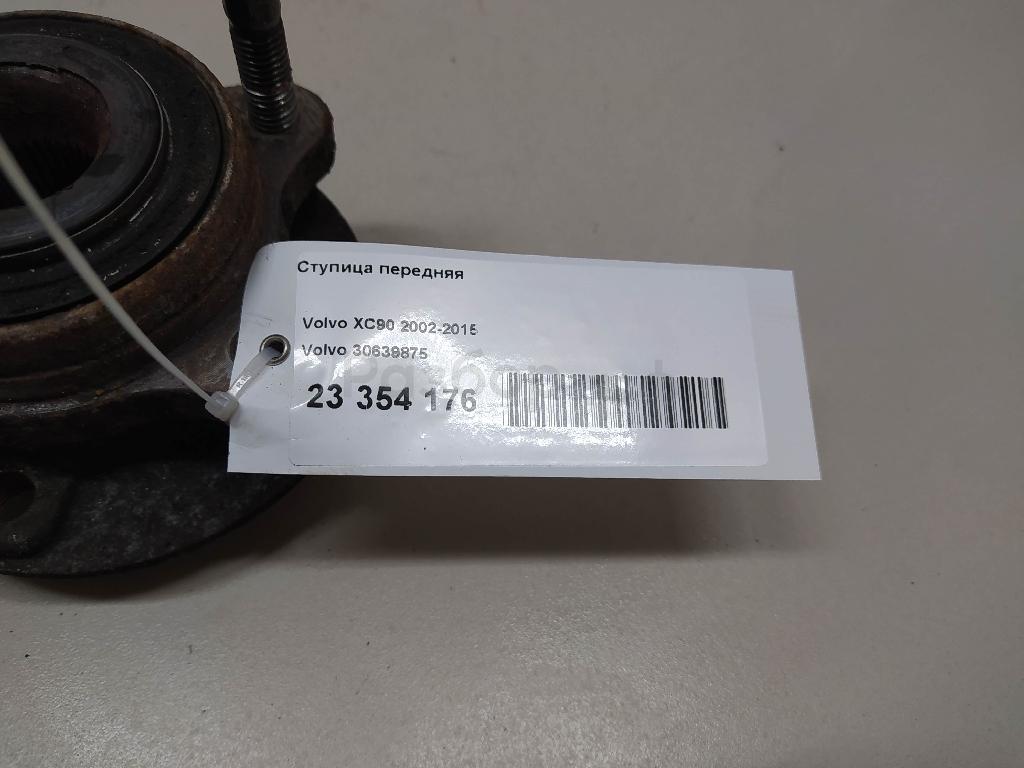 Ступица передняя
Volvo XC90 2002-2015
Volvo 30639875
23 354 176